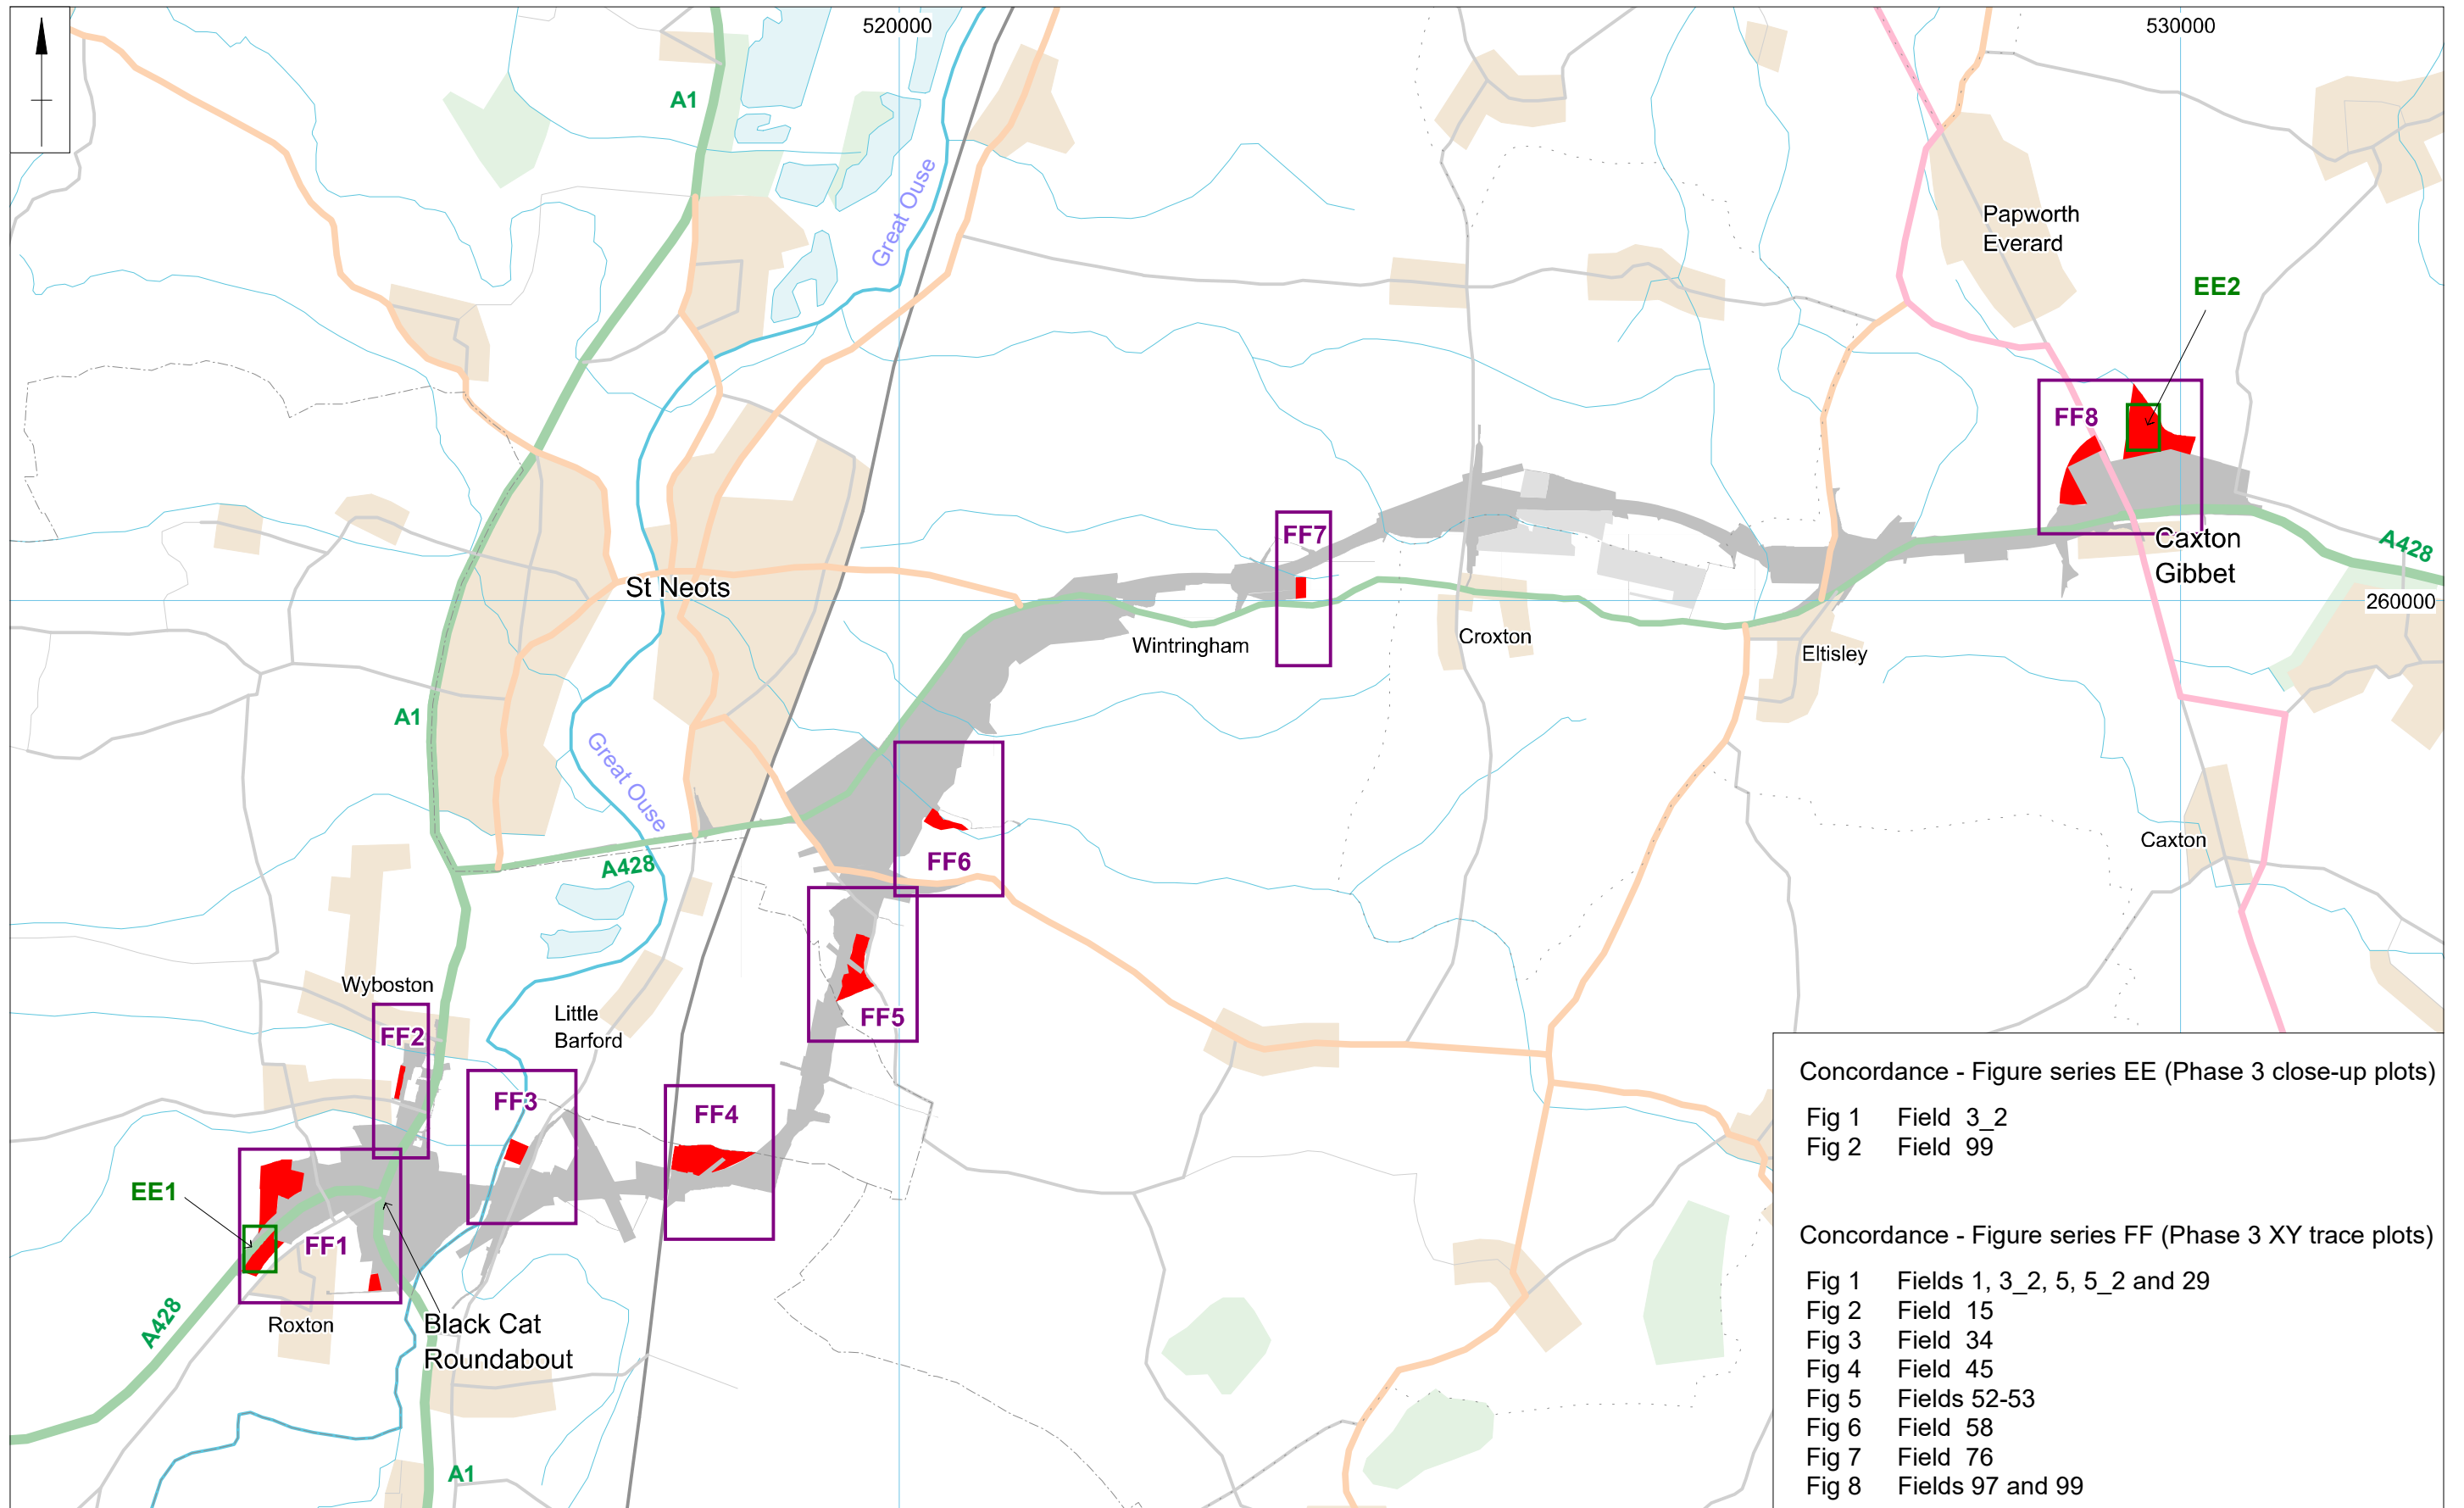 520000
530000
A1
Great Ouse
Papworth
Everard
EE2
FF8
FF7
Caxton
Gibbet
A428
St Neots
260000
Wintringham
Croxton
Eltisley
A1
Great Ouse
Caxton
FF6
A428
Wyboston
Little
Barford
FF5
FF2
FF3
FF4
EE1
FF1
A428
Roxton
Black Cat
Roundabout
A1
Concordance - Figure series EE (Phase 3 close-up plots)
Fig 1 Field 3_2
Fig 2 Field 99
Concordance - Figure series FF (Phase 3 XY trace plots)
Fig 1 Fields 1, 3_2, 5, 5_2 and 29
Fig 2 Field 15
Fig 3 Field 34
Fig 4 Field 45
Fig 5 Fields 52-53
Fig 6 Field 58
Fig 7 Field 76
Fig 8 Fields 97 and 99